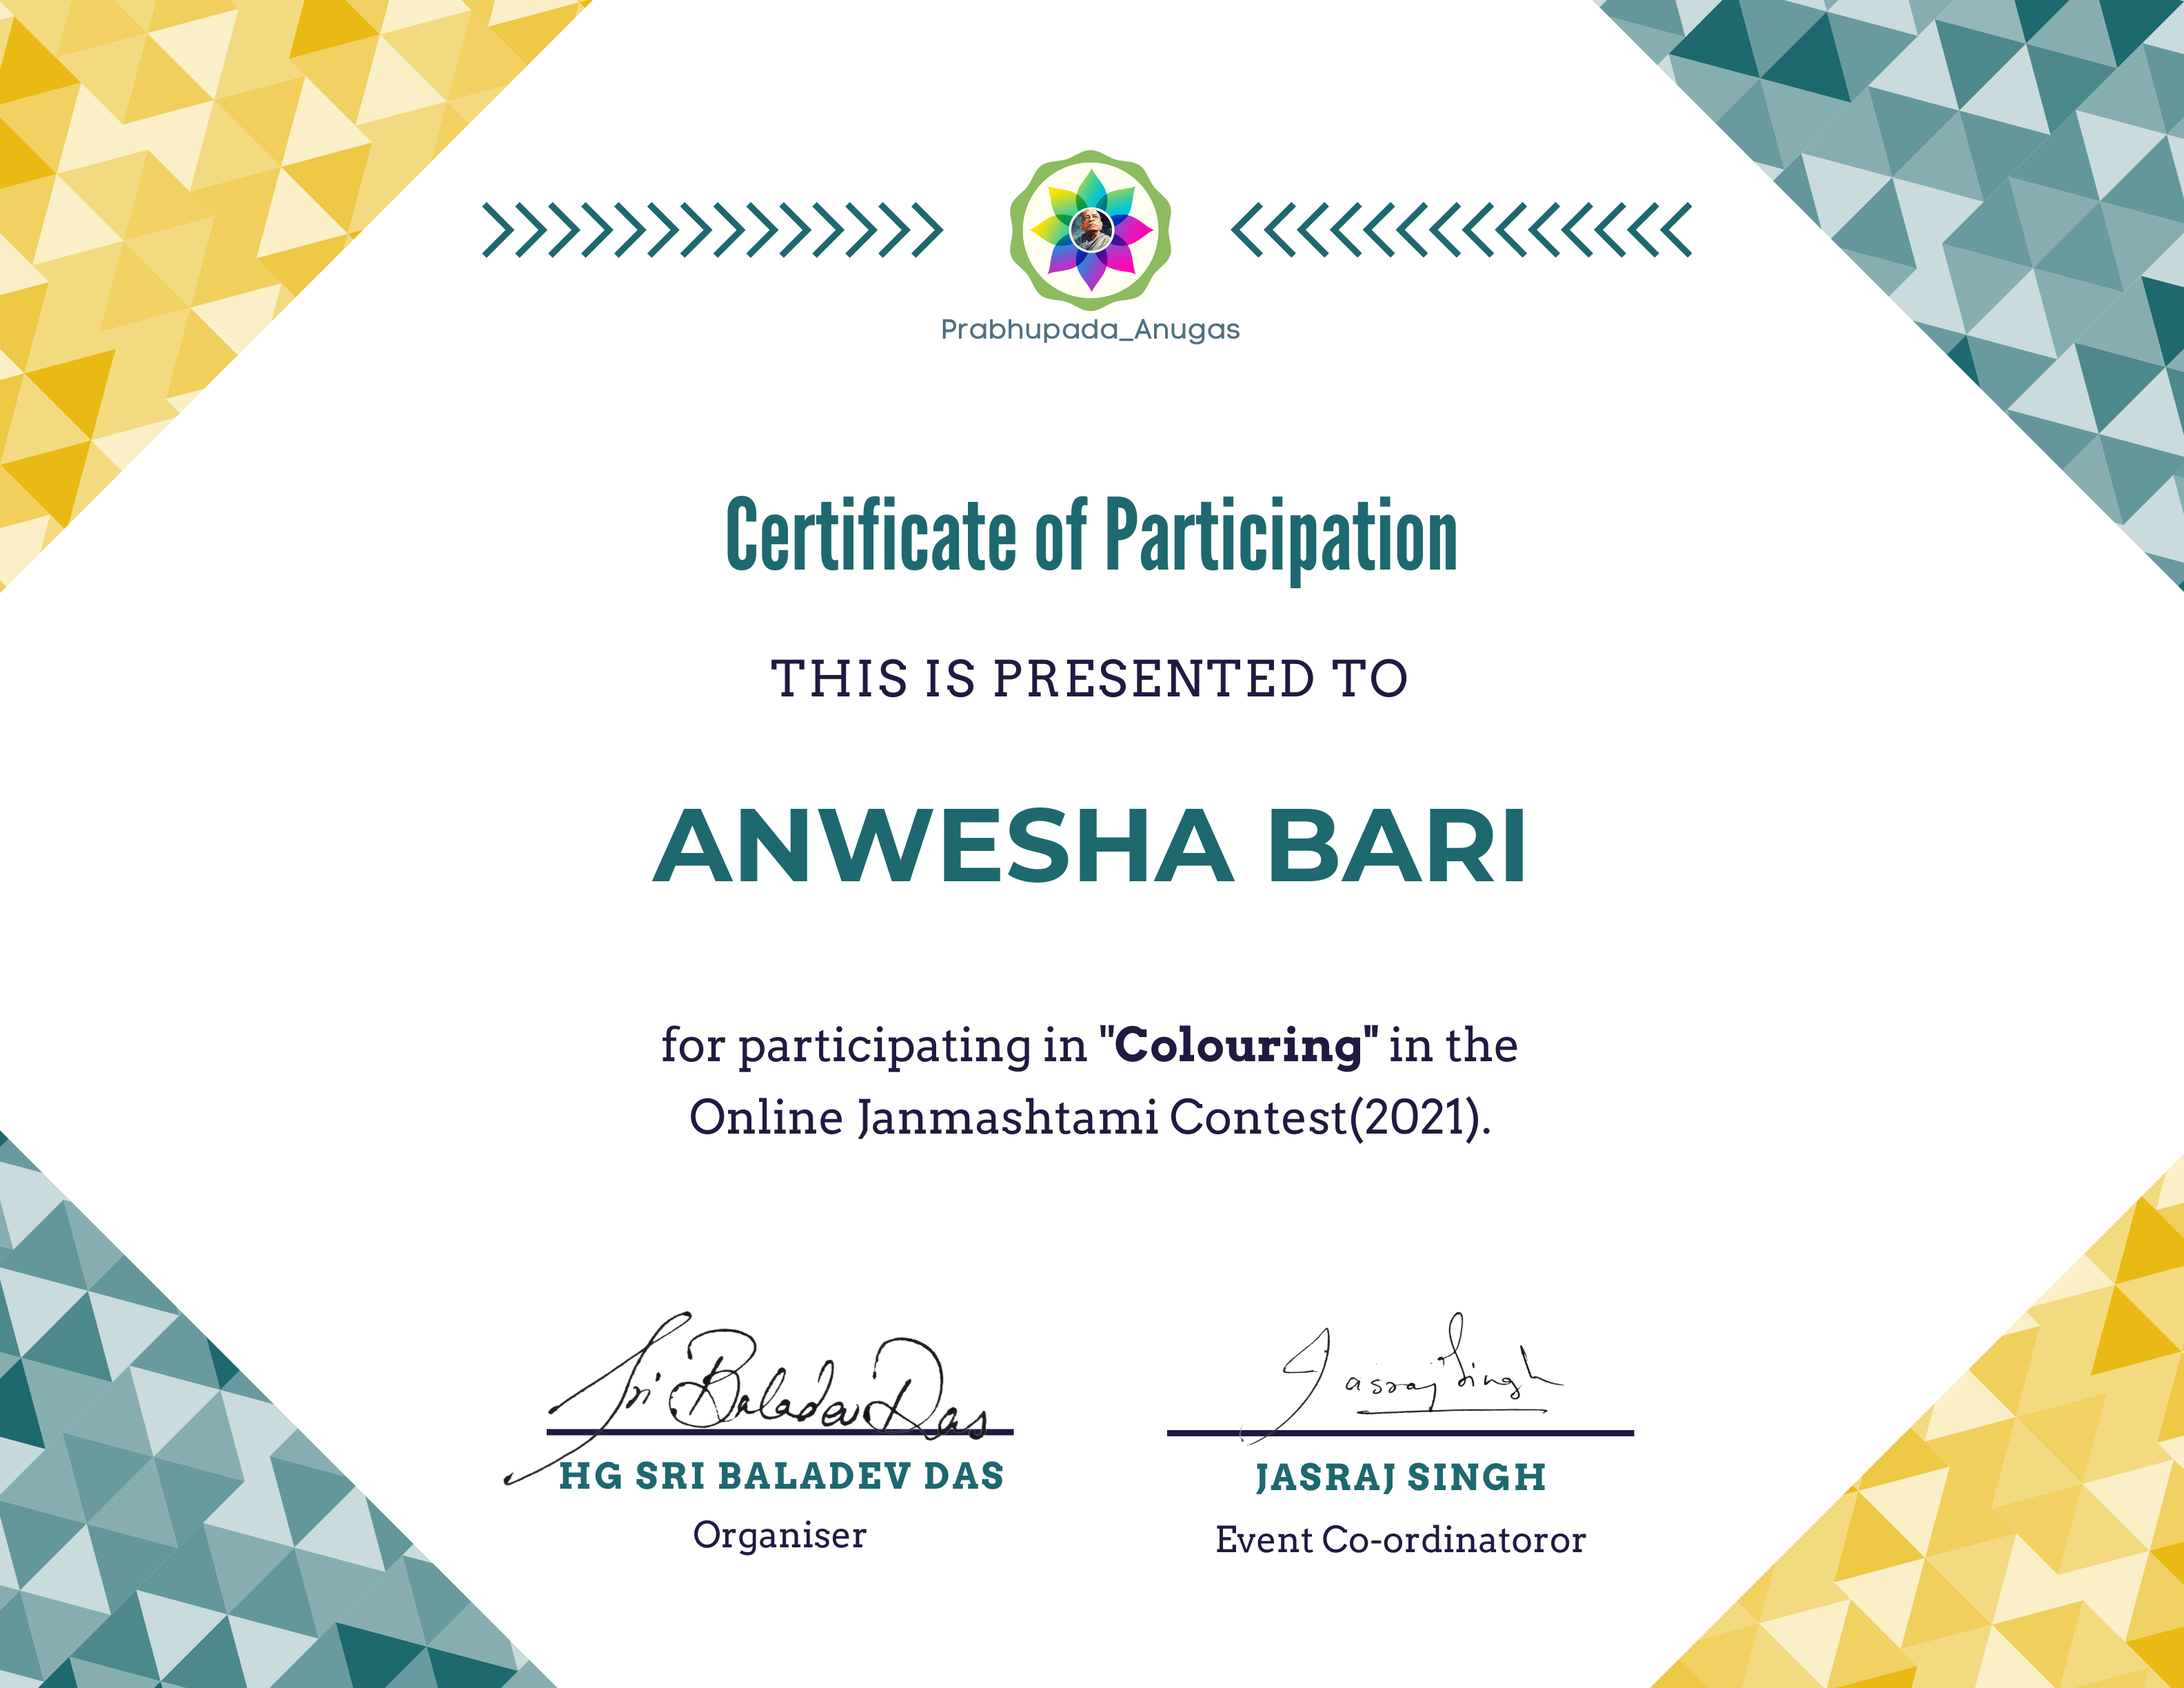 Prabhupada_Anugas
Certificate of Participation
THIS IS PRESENTED TO
ANWESHA BARI
for participating in "Colouring" in the
Online Janmashtami Contest(2021).
Sri Baladev Das
Jasraj Singh
HG SRI BALADEV DAS
JASRAJ SINGH
Organiser
Event Co-ordinatoror